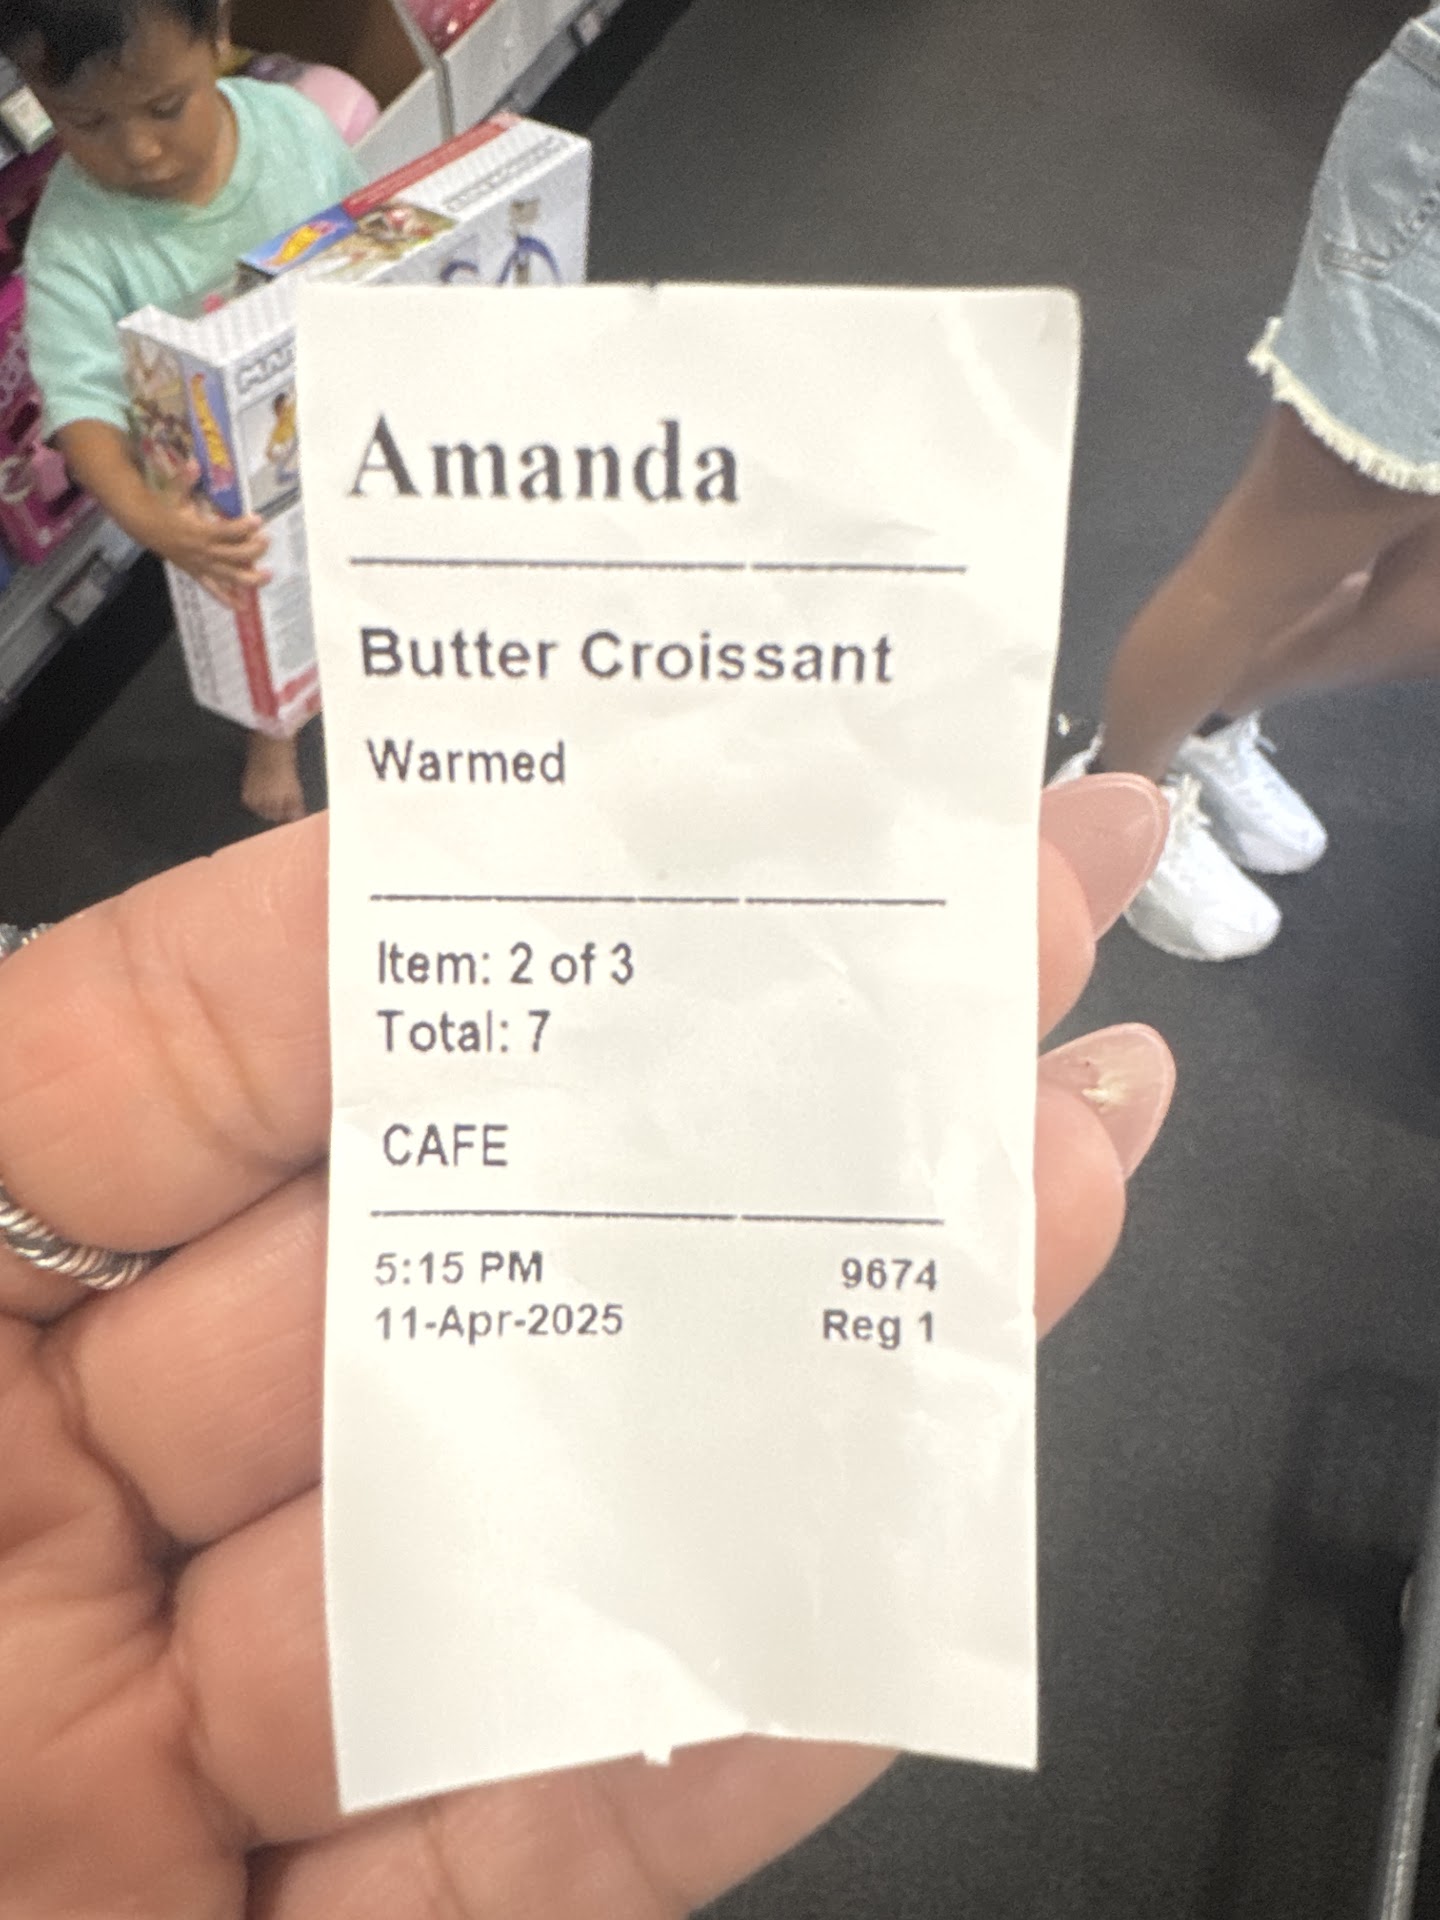 Amanda
Butter Croissant
Warmed
Item: 2 of 3
Total: 7
CAFE
5:15 PM 9674
11-Apr-2025 Reg 1